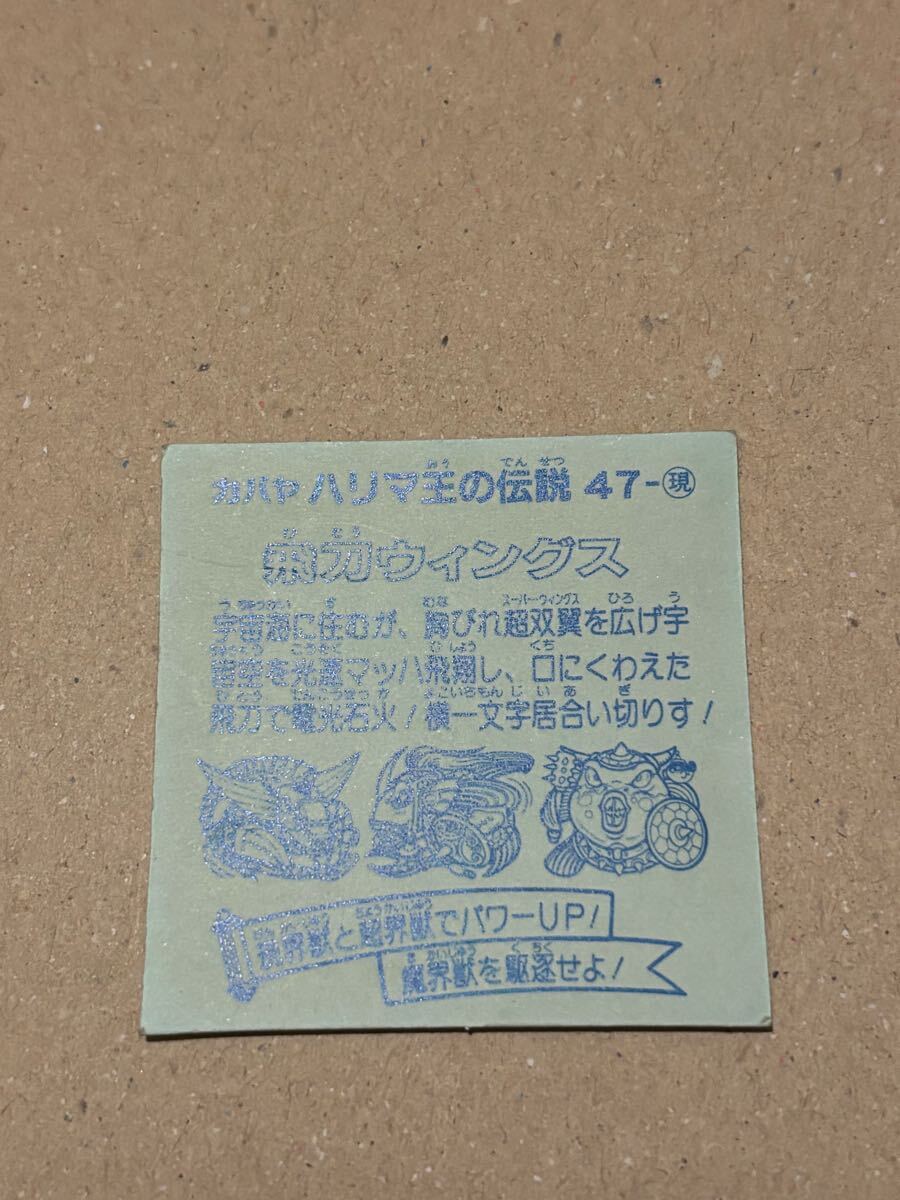 カバヤ ハリマ王の伝説 47-㊝現
飛刀ウィングス
宇宙海に住むが、胸びれ超双翼を広げ宇
宙空を光速マッハ飛翔し、口にくわえた
飛刀で電光石火！横一文字居合い切りす！
現界獣と超界獣でパワーUP！
魔界獣を駆逐せよ！